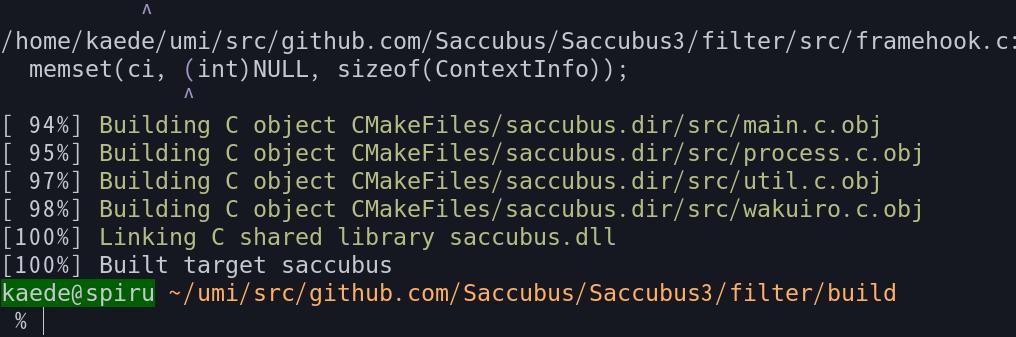 ^
/home/kaede/umi/src/github.com/Saccubus/Saccubus3/filter/src/framehook.c:
memset(ci, (int)NULL, sizeof(ContextInfo));
^
[ 94%] Building C object CMakeFiles/saccubus.dir/src/main.c.obj
[ 95%] Building C object CMakeFiles/saccubus.dir/src/process.c.obj
[ 97%] Building C object CMakeFiles/saccubus.dir/src/util.c.obj
[ 98%] Building C object CMakeFiles/saccubus.dir/src/wakuiro.c.obj
[100%] Linking C shared library saccubus.dll
[100%] Built target saccubus
kaede@spiru ~/umi/src/github.com/Saccubus/Saccubus3/filter/build
%